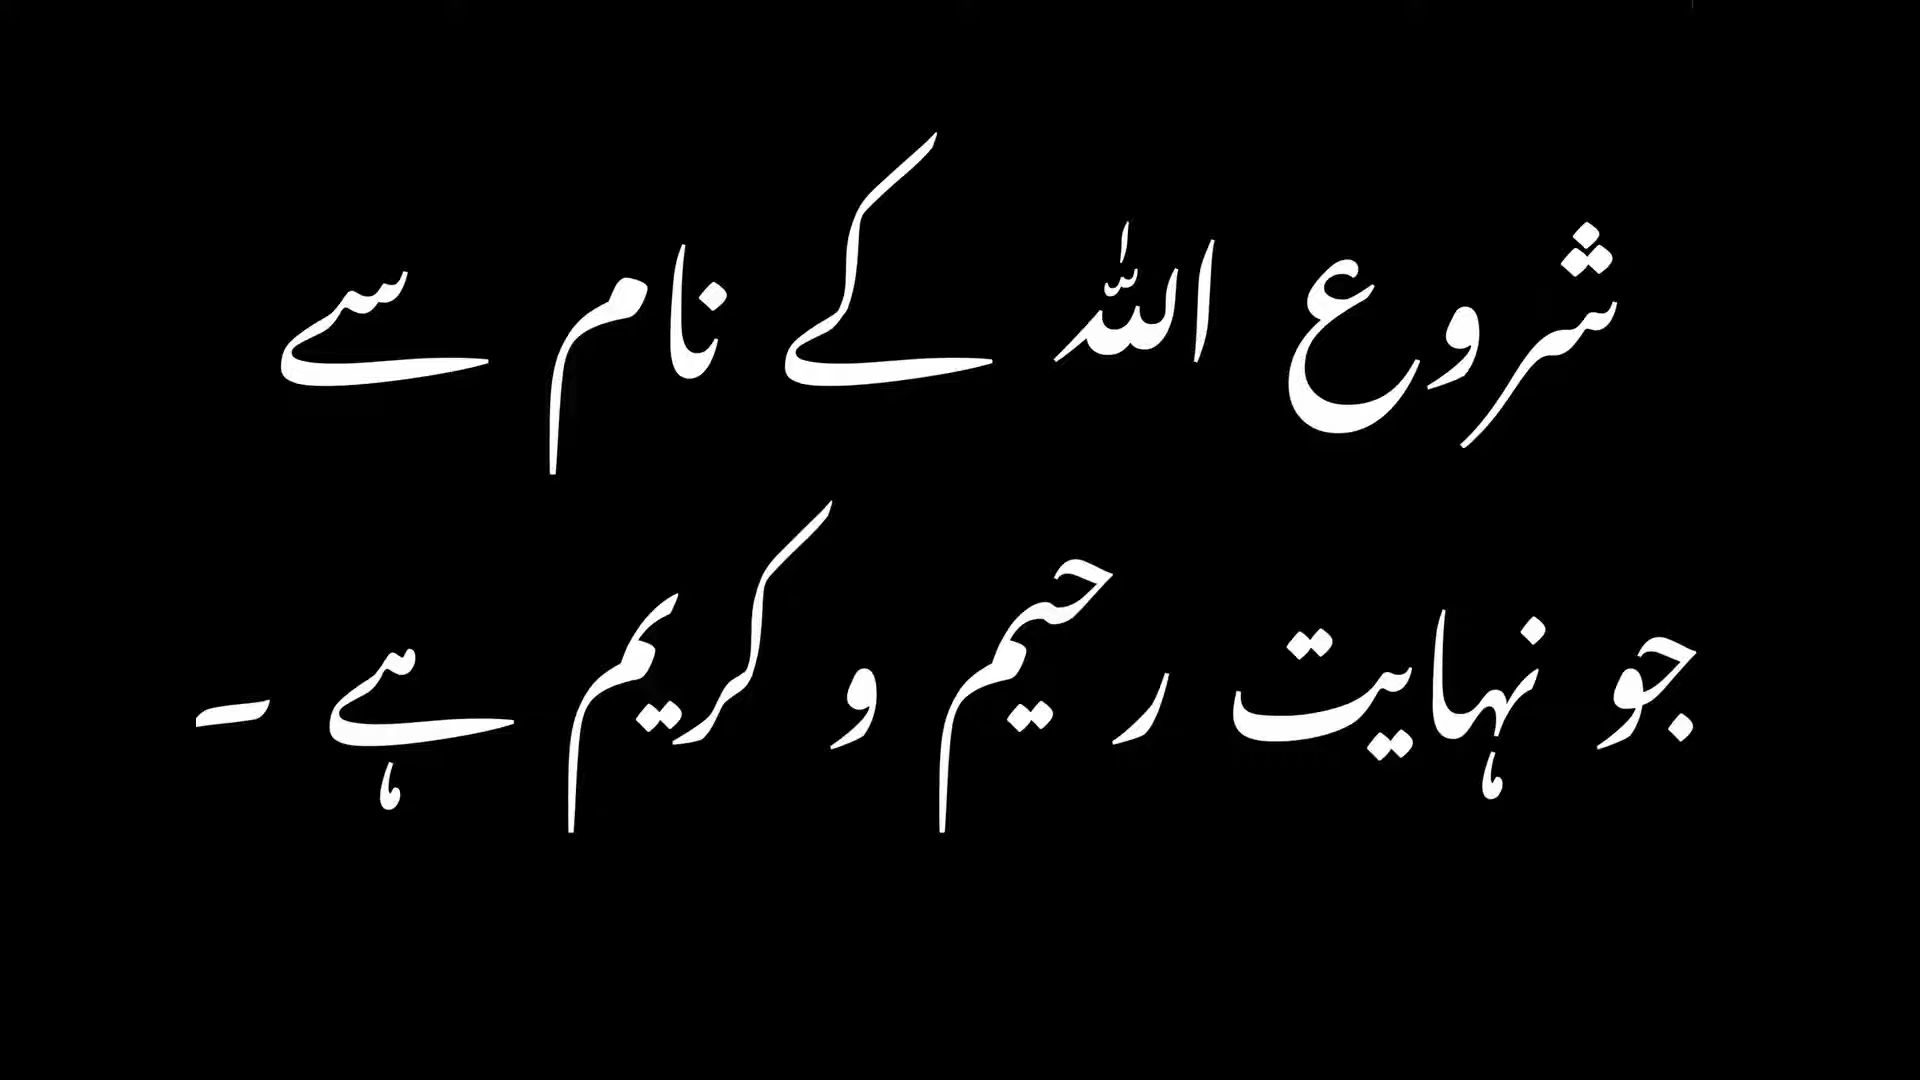 شروع اللہ کے نام سے
جو نہایت رحیم و کریم ہے ۔